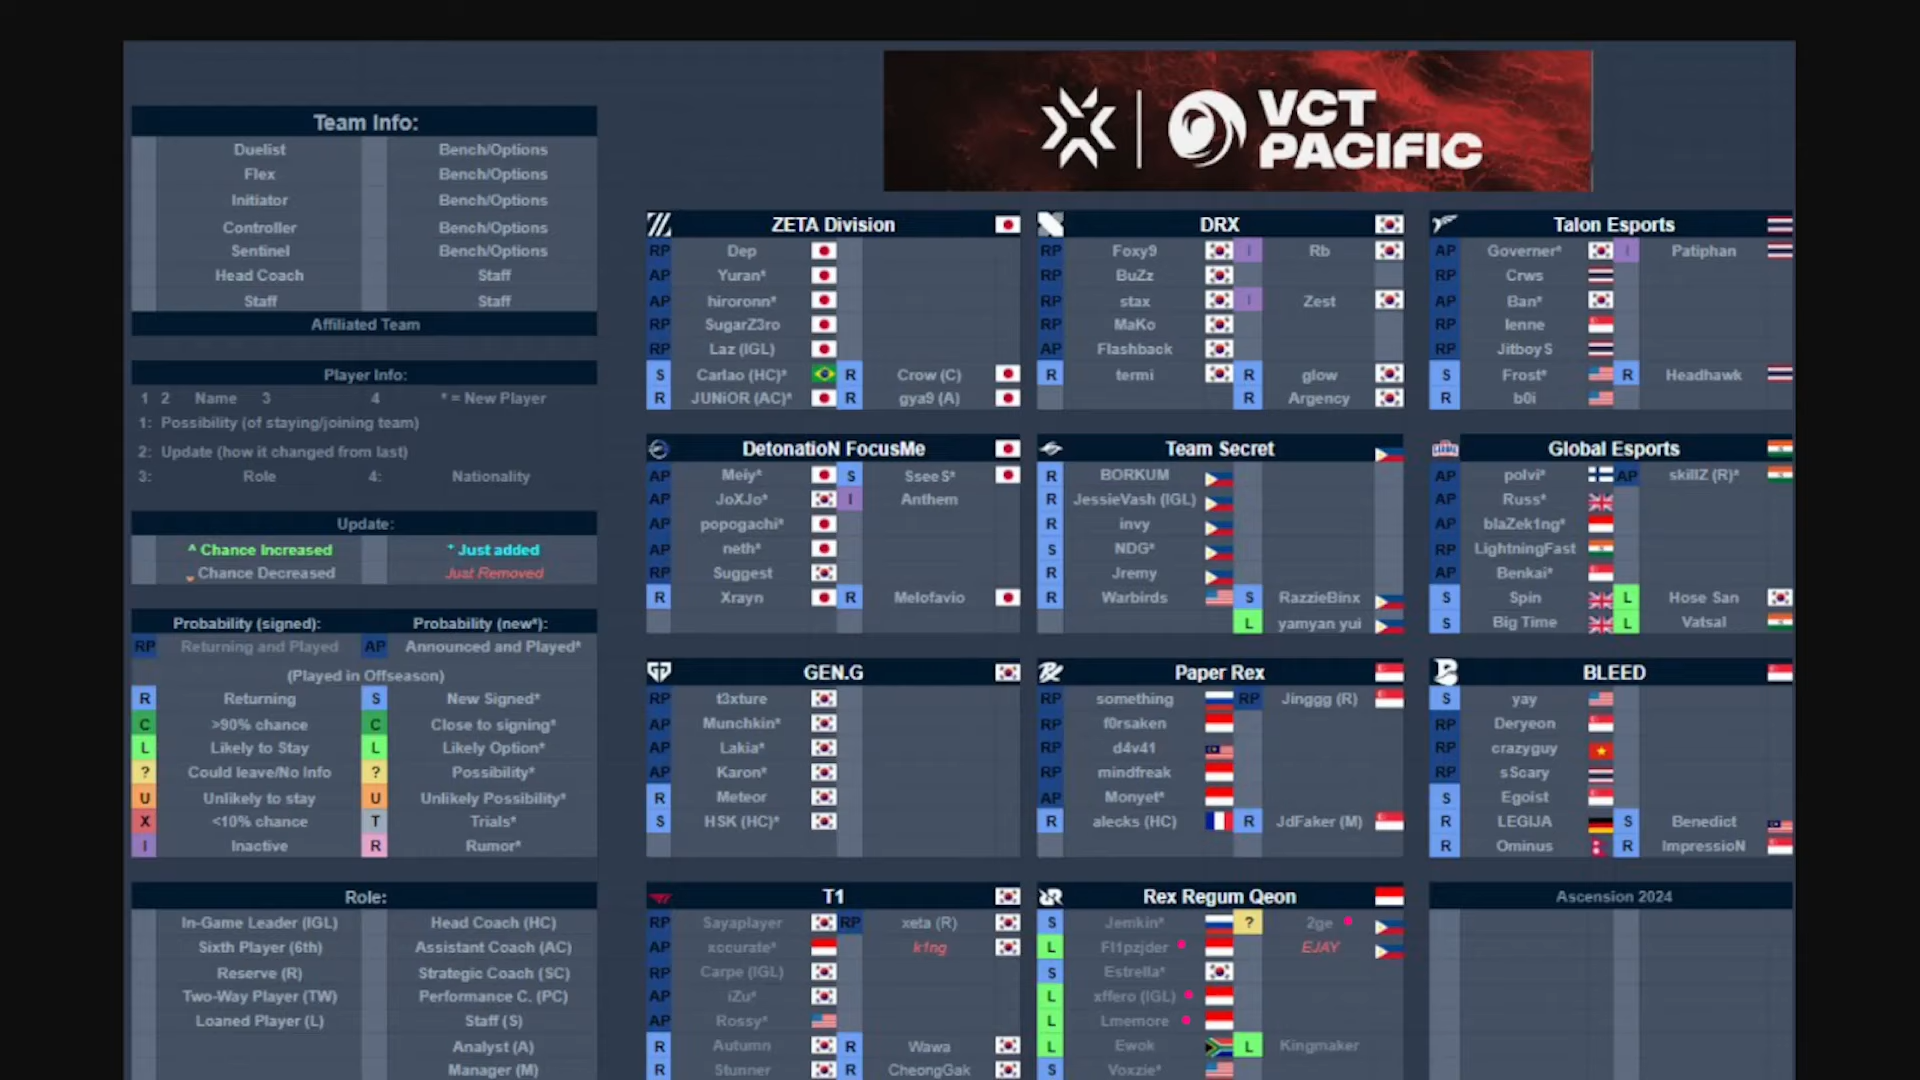 VCT
PACIFIC
Team Info:
Duelist Bench/Options
Flex Bench/Options
Initiator Bench/Options
Controller Bench/Options
Sentinel Bench/Options
Head Coach Staff
Staff Staff
Affiliated Team
Player Info:
1 2 Name 3 4 * = New Player
1: Possibility (of staying/joining team)
2: Update (how it changed from last)
3: Role 4: Nationality
Update:
^ Chance Increased * Just added
Chance Decreased Just Removed
Probability (signed): Probability (new*):
RP Returning and Played AP Announced and Played*
(Played in Offseason)
R Returning S New Signed*
C >90% chance C Close to signing*
L Likely to Stay L Likely Option*
? Could leave/No Info ? Possibility*
U Unlikely to stay U Unlikely Possibility*
X <10% chance T Trials*
I Inactive R Rumor*
Role:
In-Game Leader (IGL) Head Coach (HC)
Sixth Player (6th) Assistant Coach (AC)
Reserve (R) Strategic Coach (SC)
Two-Way Player (TW) Performance C. (PC)
Loaned Player (L) Staff (S)
Analyst (A)
Manager (M)
ZETA Division
RP Dep
AP Yuran*
AP hiroronn*
RP SugarZ3ro
RP Laz (IGL)
S Carlao (HC)* R Crow (C)
R JUNiOR (AC)* R gya9 (A)
DRX
RP Foxy9 I Rb
RP BuZz
RP stax I Zest
RP MaKo
AP Flashback
R termi R glow
R Argency
Talon Esports
AP Governer* I Patiphan
RP Crws
AP Ban*
RP lenne
RP JitboyS
S Frost* R Headhawk
R b0i
DetonatioN FocusMe
AP Meiy* S SseeS*
AP JoXJo* I Anthem
AP popogachi*
AP neth*
RP Suggest
R Xrayn R Melofavio
Team Secret
R BORKUM
R JessieVash (IGL)
R invy
S NDG*
R Jremy
R Warbirds S RazzieBinx
L yamyan yui
Global Esports
AP polvi* AP skillZ (R)*
AP Russ*
AP blaZek1ng*
RP LightningFast
AP Benkai*
S Spin L Hose San
S Big Time L Vatsal
GEN.G
RP t3xture
AP Munchkin*
AP Lakia*
AP Karon*
R Meteor
S HSK (HC)*
Paper Rex
RP something RP Jinggg (R)
RP f0rsaken
RP d4v41
RP mindfreak
AP Monyet*
R alecks (HC) R JdFaker (M)
BLEED
S yay
RP Deryeon
RP crazyguy
RP sScary
S Egoist
R LEGIJA S Benedict
R Ominus R ImpressioN
T1
RP Sayaplayer RP xeta (R)
AP xccurate* k1ng
RP Carpe (IGL)
AP iZu*
AP Rossy*
R Autumn R Wawa
R Stunner R CheongGak
Rex Regum Qeon
S Jemkin* ? 2ge
L Fl1pzjder EJAY
S Estrella*
L xffero (IGL)
L Lmemore
L Ewok L Kingmaker
S Voxzie*
Ascension 2024